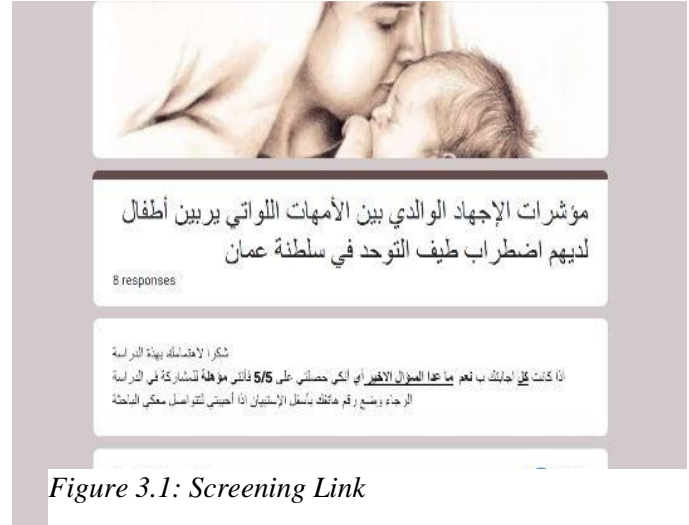 مؤشرات الإجهاد الوالدي بين الأمهات اللواتي يربين أطفال
لديهم اضطراب طيف التوحد في سلطنة عمان
8 responses
شكرا لاهتمامك بهذة الدراسة
اذا كانت كل اجابتك ب نعم ما عدا السؤال الاخير أي أنكي حصلتي على 5/5 فأنتي مؤهلة للمشاركة في الدراسة
الرجاء وضع رقم هاتفك بأسفل الإستبيان اذا أحببتي لتتواصل معكي الباحثة
Figure 3.1: Screening Link